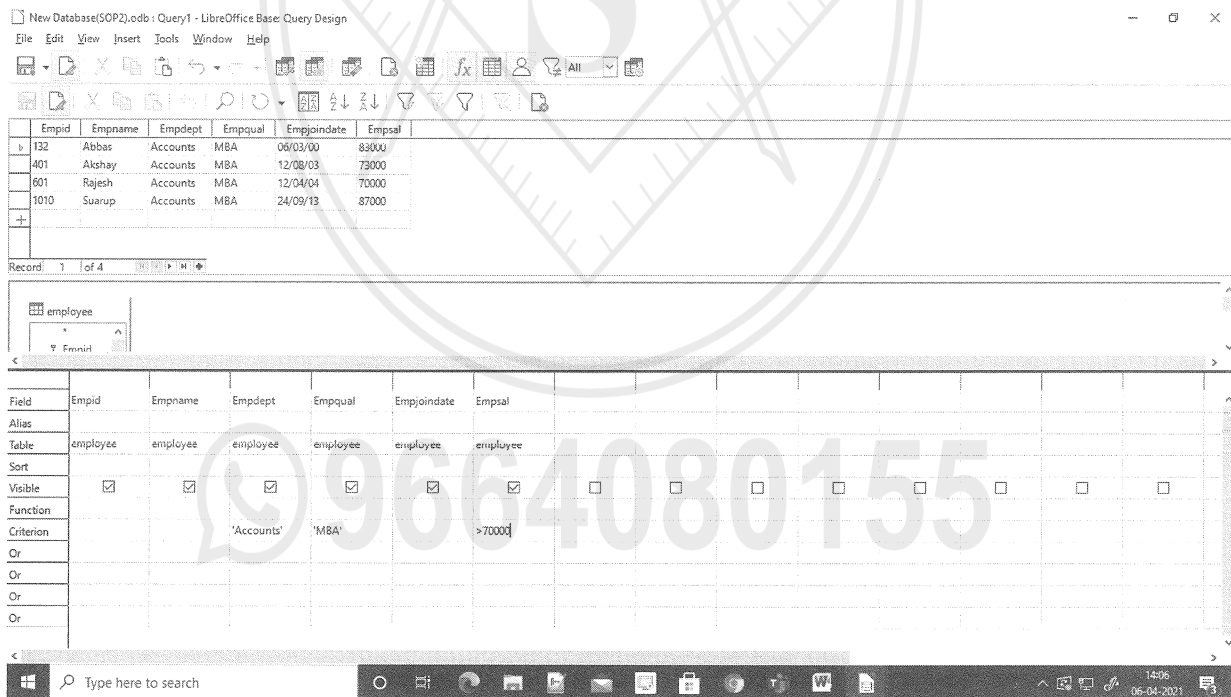 New Database(SOP2).odb : Query1 - LibreOffice Base: Query Design
File Edit View Insert Tools Window Help
All
Empid Empname Empdept Empqual Empjoindate Empsal
132 Abbas Accounts MBA 06/03/00 83000
401 Akshay Accounts MBA 12/08/03 73000
601 Rajesh Accounts MBA 12/04/04 70000
1010 Suarup Accounts MBA 24/09/13 87000
Record 1 of 4
employee
*
Empid
Field Empid Empname Empdept Empqual Empjoindate Empsal
Alias
Table employee employee employee employee employee employee
Sort
Visible
Function
Criterion 'Accounts' 'MBA' >70000
Or
Or
Or
Or
9664080155
Type here to search
14:06
06-04-2021